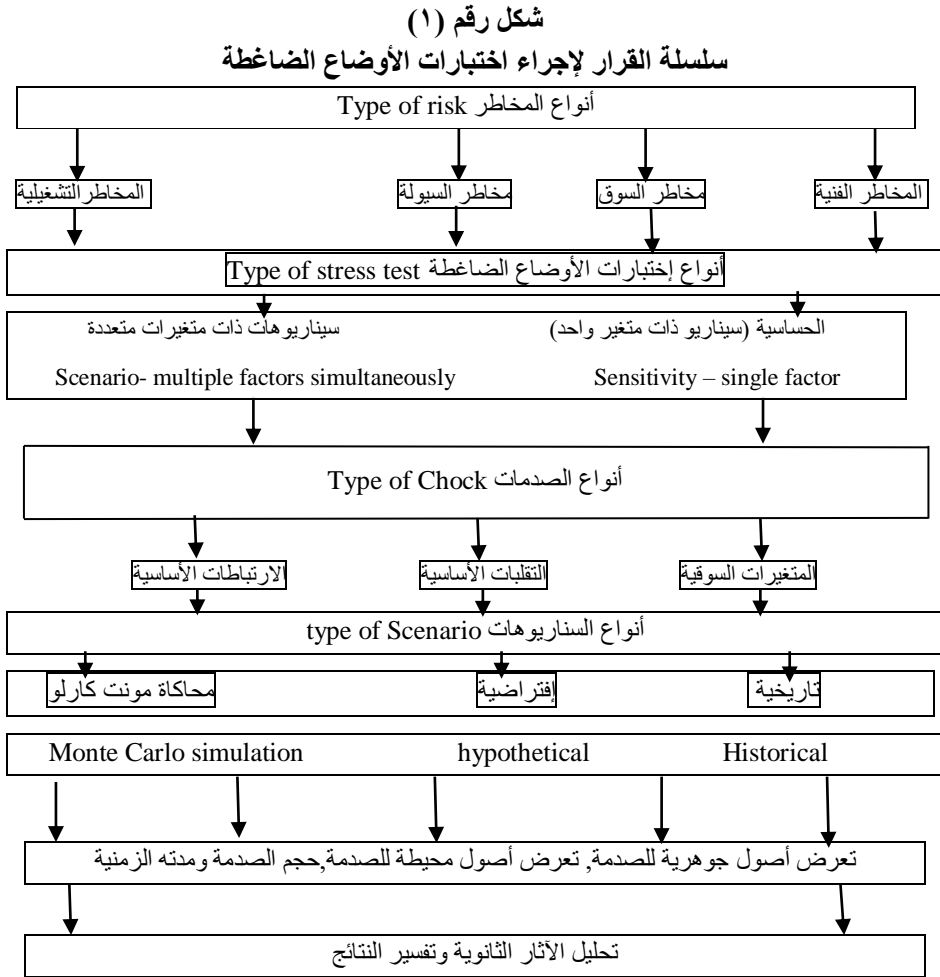 شكل رقم (١)
سلسلة القرار لإجراء اختبارات الأوضاع الضاغطة
أنواع المخاطر Type of risk
المخاطر الفنية
مخاطر السوق
مخاطر السيولة
المخاطر التشغيلية
أنواع إختبارات الأوضاع الضاغطة Type of stress test
الحساسية (سيناريو ذات متغير واحد)
سيناريوهات ذات متغيرات متعددة
Scenario- multiple factors simultaneously
Sensitivity – single factor
أنواع الصدمات Type of Chock
المتغيرات السوقية
التقلبات الأساسية
الارتباطات الأساسية
أنواع السناريوهات type of Scenario
تاريخية
إفتراضية
محاكاة مونت كارلو
Monte Carlo simulation
hypothetical
Historical
تعرض أصول جوهرية للصدمة, تعرض أصول محيطة للصدمة,حجم الصدمة ومدته الزمنية
تحليل الآثار الثانوية وتفسير النتائج